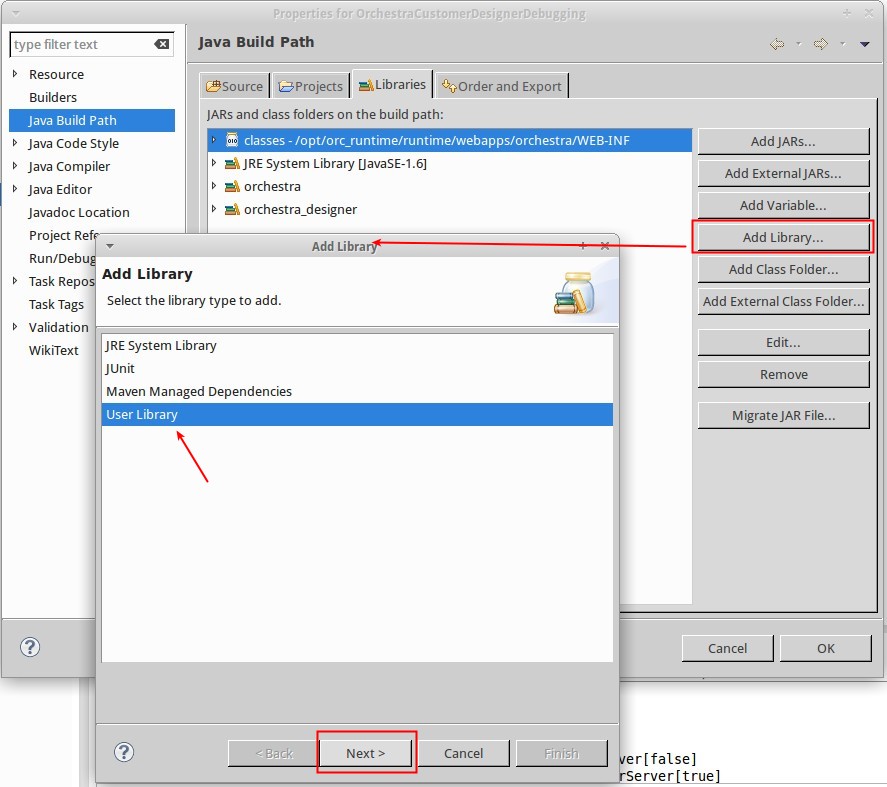 Properties for OrchestraCustomerDesignerDebugging
type filter text
Resource
Builders
Java Build Path
Java Code Style
Java Compiler
Java Editor
Javadoc Location
Project Refe
Run/Debug
Task Repos
Task Tags
Validation
WikiText
Java Build Path
Source
Projects
Libraries
Order and Export
JARs and class folders on the build path:
classes - /opt/orc_runtime/runtime/webapps/orchestra/WEB-INF
JRE System Library [JavaSE-1.6]
orchestra
orchestra_designer
Add JARs...
Add External JARs...
Add Variable...
Add Library...
Add Class Folder...
Add External Class Folder...
Edit...
Remove
Migrate JAR File...
Cancel
OK
Add Library
Add Library
Select the library type to add.
JRE System Library
JUnit
Maven Managed Dependencies
User Library
< Back
Next >
Cancel
Finish
ver[false]
rServer[true]